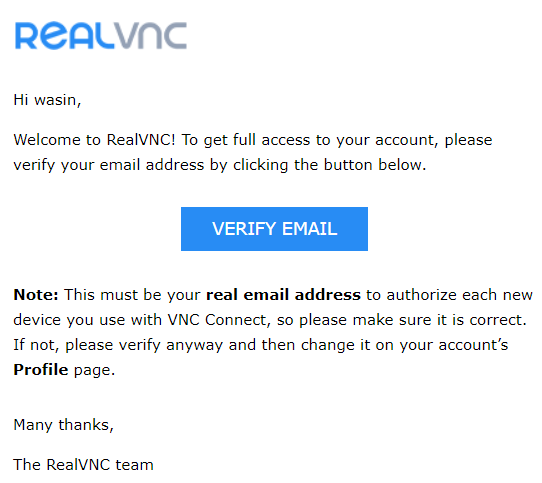 REALVNC
Hi wasin,
Welcome to RealVNC! To get full access to your account, please
verify your email address by clicking the button below.
VERIFY EMAIL
Note: This must be your real email address to authorize each new
device you use with VNC Connect, so please make sure it is correct.
If not, please verify anyway and then change it on your account’s
Profile page.
Many thanks,
The RealVNC team